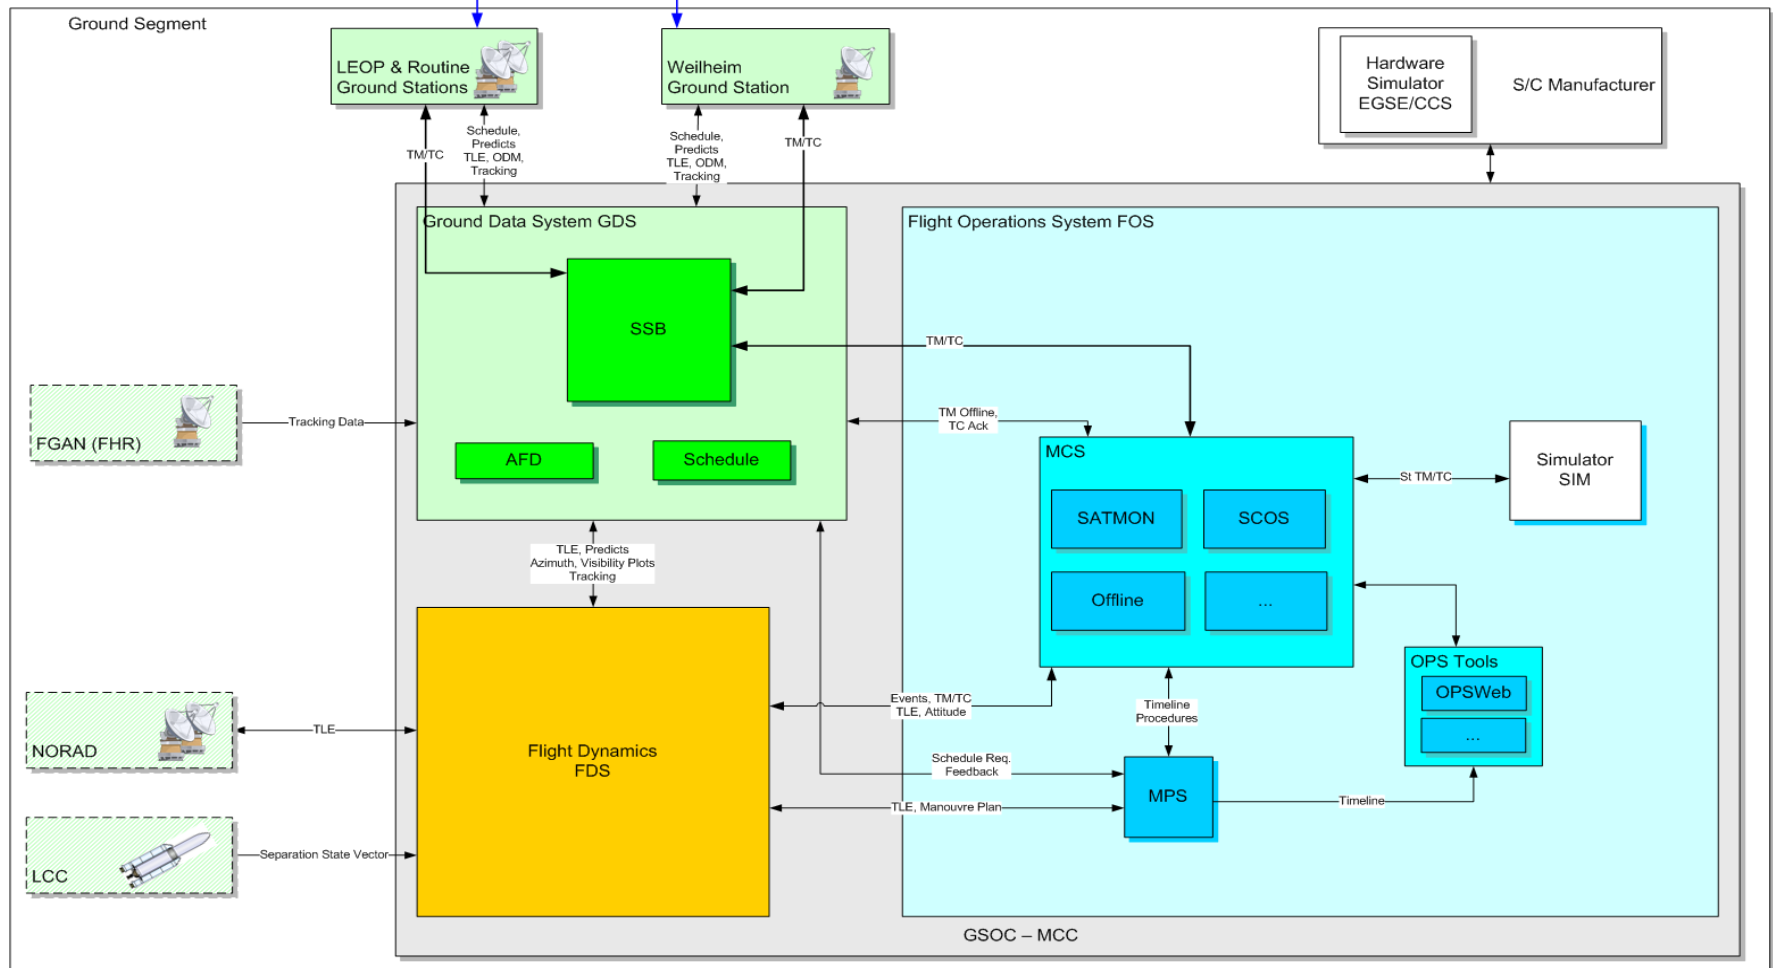 Ground Segment
LEOP & Routine
Ground Stations
Weilheim
Ground Station
Hardware
Simulator
EGSE/CCS
S/C Manufacturer
TM/TC
Schedule,
Predicts
TLE, ODM,
Tracking
Schedule,
Predicts
TLE, ODM,
Tracking
TM/TC
Ground Data System GDS
Flight Operations System FOS
SSB
TM/TC
FGAN (FHR)
Tracking Data
TM Offline,
TC Ack
AFD
Schedule
MCS
SATMON
SCOS
Offline
...
St TM/TC
Simulator
SIM
TLE, Predicts
Azimuth, Visibility Plots
Tracking
OPS Tools
OPSWeb
...
Events, TM/TC
TLE, Attitude
Timeline
Procedures
NORAD
TLE
Flight Dynamics
FDS
Schedule Req.
Feedback
MPS
TLE, Manouvre Plan
Timeline
LCC
Separation State Vector
GSOC – MCC